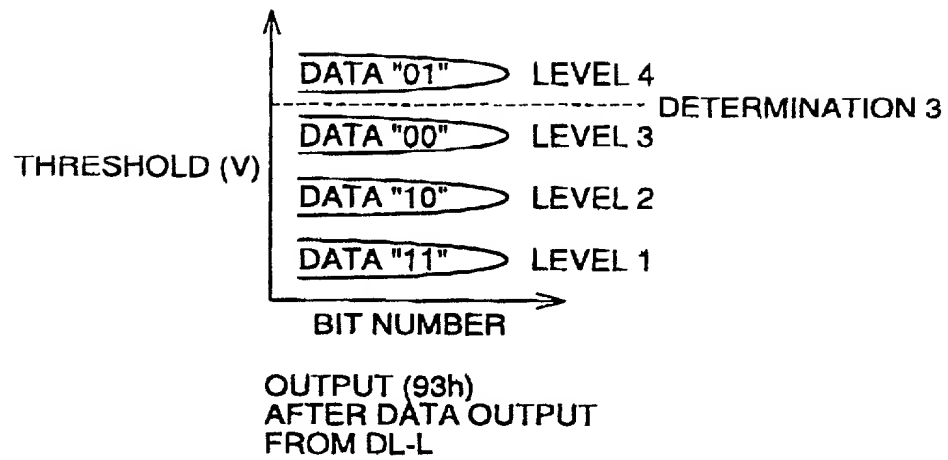 DATA "01" LEVEL 4
DETERMINATION 3
DATA "00" LEVEL 3
THRESHOLD (V)
DATA "10" LEVEL 2
DATA "11" LEVEL 1
BIT NUMBER
OUTPUT (93h)
AFTER DATA OUTPUT
FROM DL-L